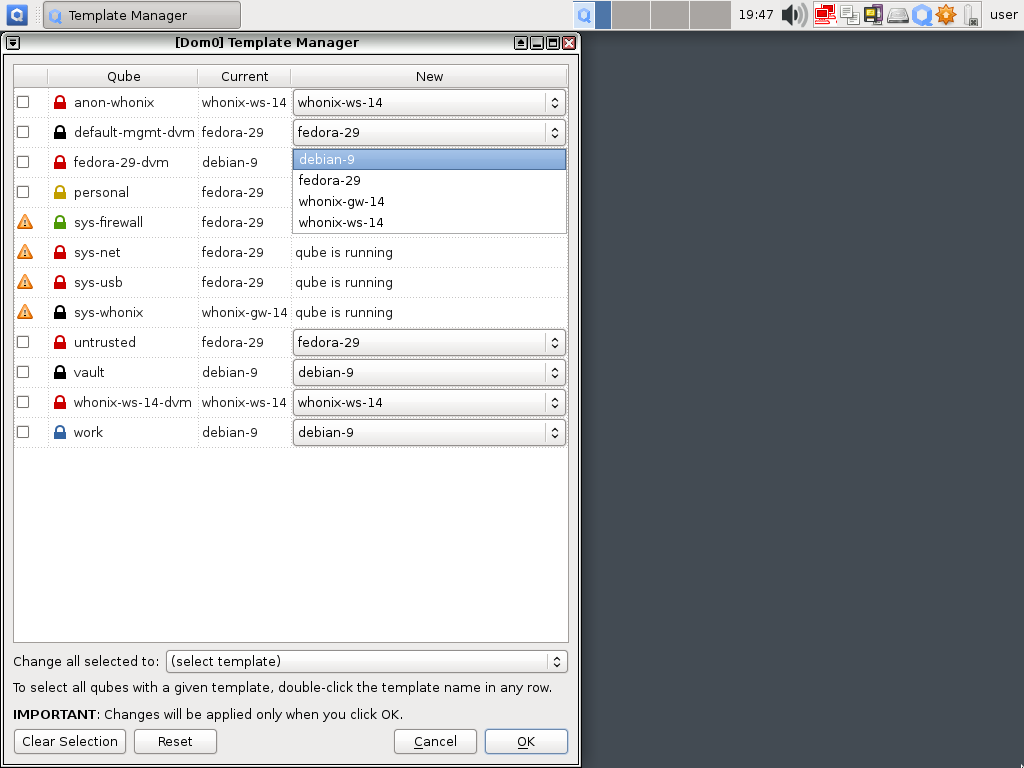 Template Manager
19:47
user
[Dom0] Template Manager
Qube Current New
anon-whonix whonix-ws-14 whonix-ws-14
default-mgmt-dvm fedora-29 fedora-29
fedora-29-dvm debian-9 debian-9
personal fedora-29 fedora-29
whonix-gw-14
sys-firewall fedora-29 whonix-ws-14
sys-net fedora-29 qube is running
sys-usb fedora-29 qube is running
sys-whonix whonix-gw-14 qube is running
untrusted fedora-29 fedora-29
vault debian-9 debian-9
whonix-ws-14-dvm whonix-ws-14 whonix-ws-14
work debian-9 debian-9
Change all selected to: (select template)
To select all qubes with a given template, double-click the template name in any row.
IMPORTANT: Changes will be applied only when you click OK.
Clear Selection Reset Cancel OK